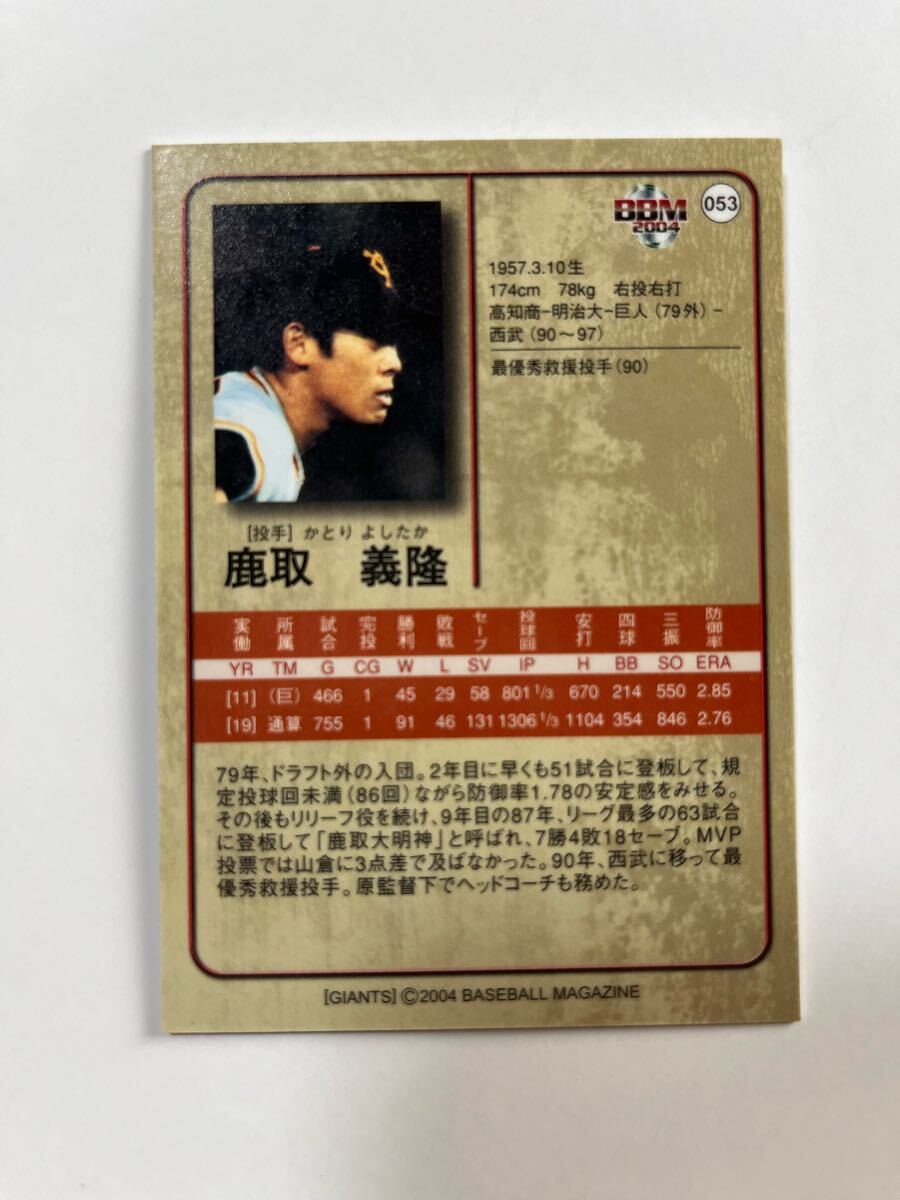 BBM
2004
053
1957.3.10生
174cm 78kg 右投右打
高知商−明治大−巨人（79外）−
西武（90〜97）
最優秀救援投手（90）
［投手］かとり よしたか
鹿取 義隆
実働 所属 試合 完投 勝利 敗戦 セーブ 投球回 安打 四球 三振 防御率
YR TM G CG W L SV IP H BB SO ERA
[11] （巨） 466 1 45 29 58 801 1/3 670 214 550 2.85
[19] 通算 755 1 91 46 131 1306 1/3 1104 354 846 2.76
79年、ドラフト外の入団。2年目に早くも51試合に登板して、規
定投球回未満（86回）ながら防御率1.78の安定感をみせる。
その後もリリーフ役を続け、9年目の87年、リーグ最多の63試合
に登板して「鹿取大明神」と呼ばれ、7勝4敗18セーブ。MVP
投票では山倉に3点差で及ばなかった。90年、西武に移って最
優秀救援投手。原監督下でヘッドコーチも務めた。
[GIANTS] ©2004 BASEBALL MAGAZINE